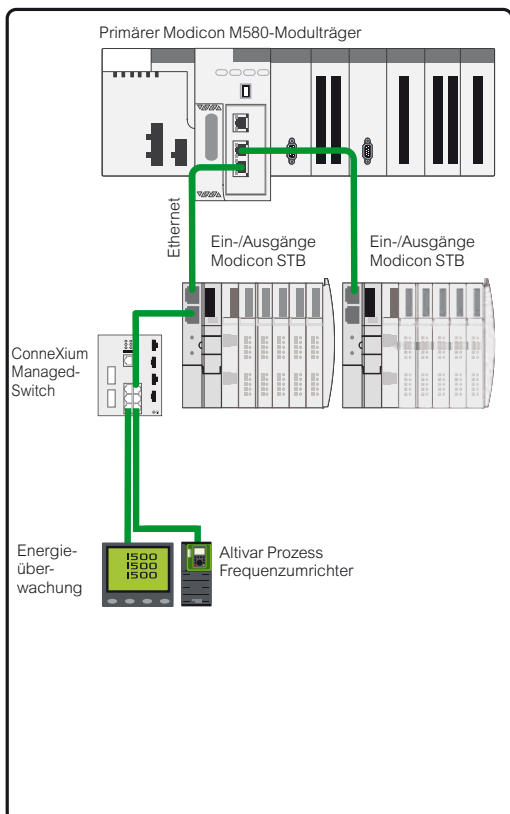 Primärer Modicon M580-Modulträger
Ethernet
Ein-/Ausgänge
Modicon STB
Ein-/Ausgänge
Modicon STB
ConneXium
Managed-
Switch
Energie-
über-
wachung
1500
1500
1500
Altivar Prozess
Frequenzumrichter